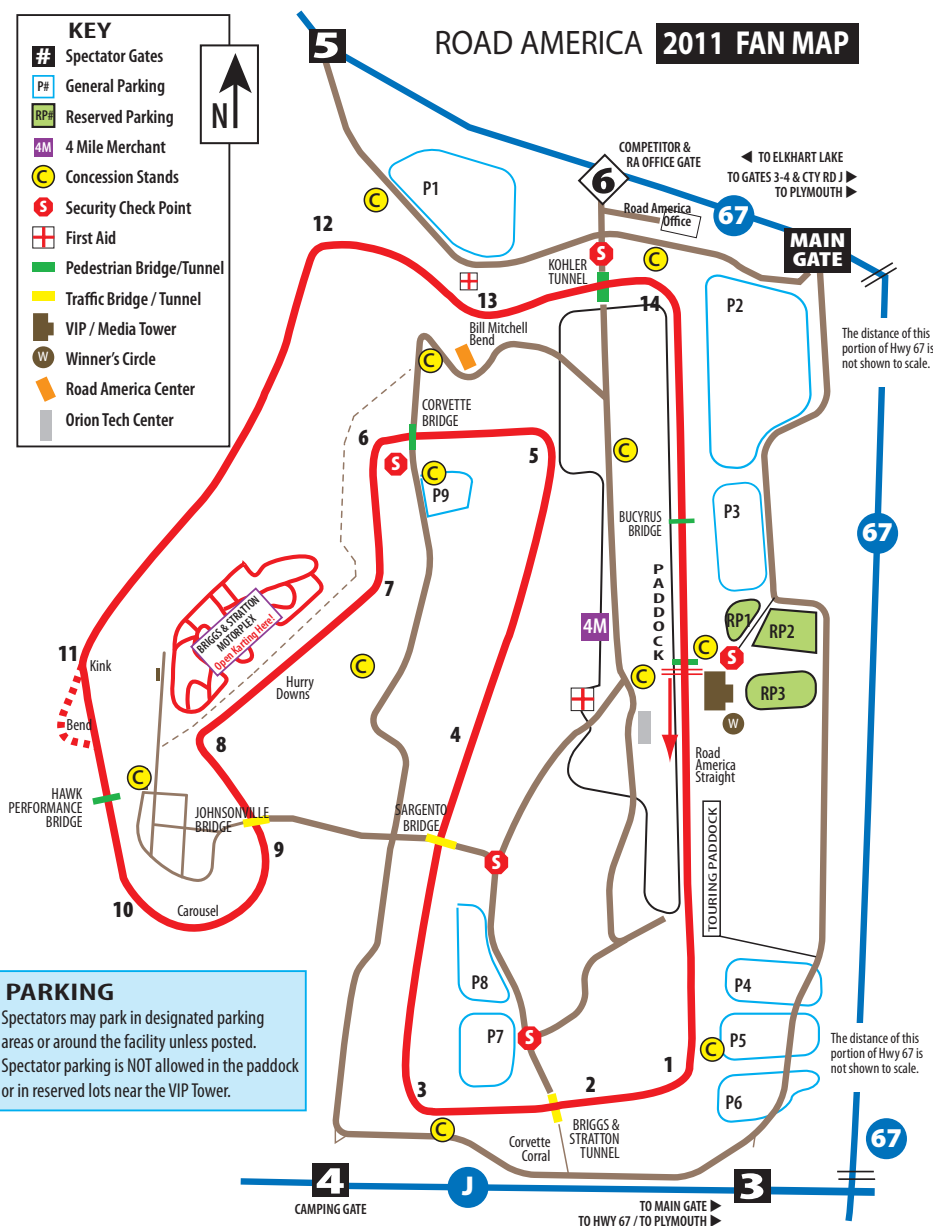 ROAD AMERICA 2011 FAN MAP
KEY
# Spectator Gates
P# General Parking
RP# Reserved Parking
4M 4 Mile Merchant
C Concession Stands
S Security Check Point
First Aid
Pedestrian Bridge/Tunnel
Traffic Bridge / Tunnel
VIP / Media Tower
W Winner's Circle
Road America Center
Orion Tech Center
N
5
COMPETITOR &
RA OFFICE GATE
6
◀ TO ELKHART LAKE
TO GATES 3-4 & CTY RD J ▶
TO PLYMOUTH ▶
67
Road America
Office
MAIN
GATE
P1
C
12
S
C
KOHLER
TUNNEL
13
14
P2
Bill Mitchell
Bend
The distance of this
portion of Hwy 67 is
not shown to scale.
C
CORVETTE
BRIDGE
6
5
S
C
P9
C
P3
BUCYRUS
BRIDGE
67
7
PADDOCK
BRIGGS & STRATTON
MOTORPLEX
Open Karting Here!
4M
RP1
RP2
C
S
11
Kink
C
C
RP3
Hurry
Downs
W
Bend
8
4
Road
America
Straight
C
HAWK
PERFORMANCE
BRIDGE
JOHNSONVILLE
BRIDGE
SARGENTO
BRIDGE
9
S
10
Carousel
TOURING PADDOCK
P8
P4
PARKING
Spectators may park in designated parking
areas or around the facility unless posted.
Spectator parking is NOT allowed in the paddock
or in reserved lots near the VIP Tower.
P7
S
C
P5
The distance of this
portion of Hwy 67 is
not shown to scale.
3
2
1
P6
C
Corvette
Corral
BRIGGS &
STRATTON
TUNNEL
67
4
CAMPING GATE
J
3
TO MAIN GATE ▶
TO HWY 67 / TO PLYMOUTH ▶